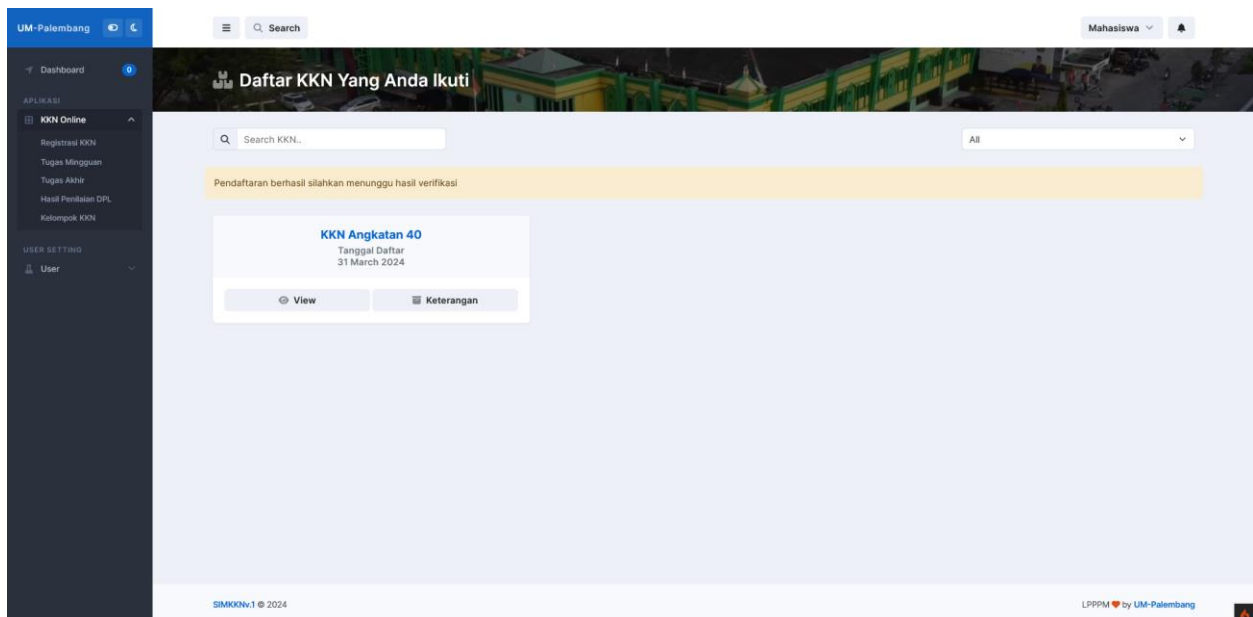 UM-Palembang
Search
Mahasiswa
Dashboard
0
APLIKASI
KKN Online
Registrasi KKN
Tugas Mingguan
Tugas Akhir
Hasil Penilaian DPL
Kelompok KKN
USER SETTING
User
Daftar KKN Yang Anda Ikuti
Search KKN..
All
Pendaftaran berhasil silahkan menunggu hasil verifikasi
KKN Angkatan 40
Tanggal Daftar
31 March 2024
View
Keterangan
SIMKKNv.1 © 2024
LPPPM by UM-Palembang